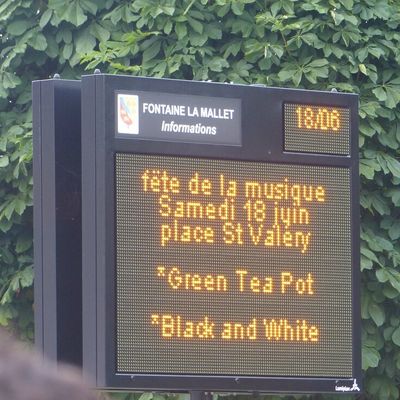 FONTAINE LA MALLET
Informations
18/06
fête de la musique
Samedi 18 juin
place St Valéry
*Green Tea Pot
*Black and White